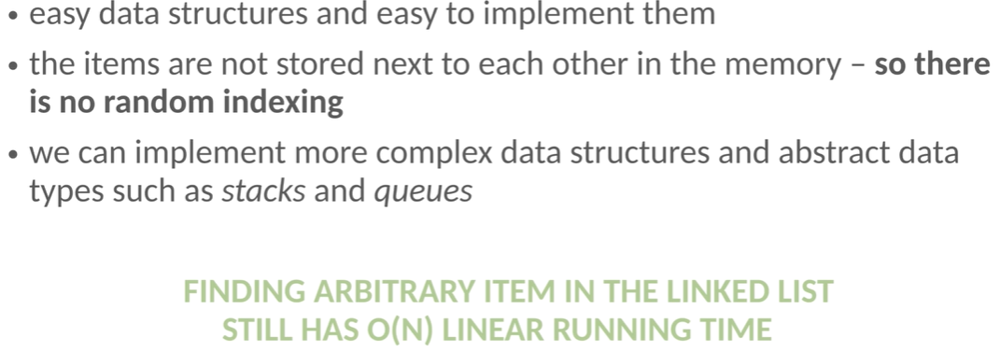 • easy data structures and easy to implement them
• the items are not stored next to each other in the memory – so there
is no random indexing
• we can implement more complex data structures and abstract data
types such as stacks and queues
FINDING ARBITRARY ITEM IN THE LINKED LIST
STILL HAS O(N) LINEAR RUNNING TIME